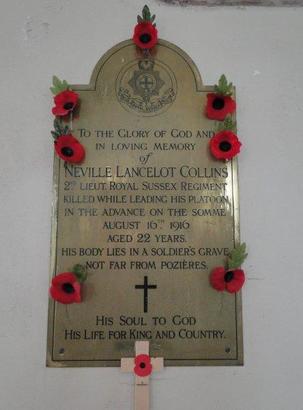 To the Glory of God and
in loving memory
of
Neville Lancelot Collins
2nd Lieut. Royal Sussex Regiment
killed while leading his platoon
in the advance on the Somme
August 16th 1916
aged 22 years.
His body lies in a soldier's grave
not far from Pozières.
His Soul to God
His Life for King and Country.